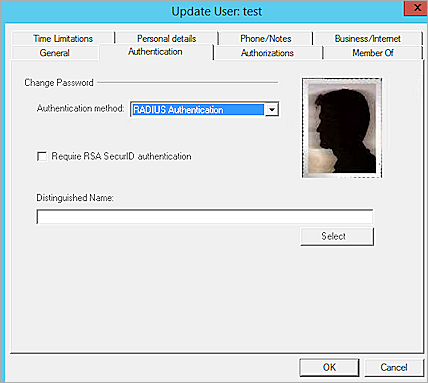 Update User: test
X
Time Limitations Personal details Phone/Notes Business/Internet
General Authentication Authorizations Member Of
Change Password
Authentication method: RADIUS Authentication
Require RSA SecurID authentication
Distinguished Name:
Select
OK Cancel